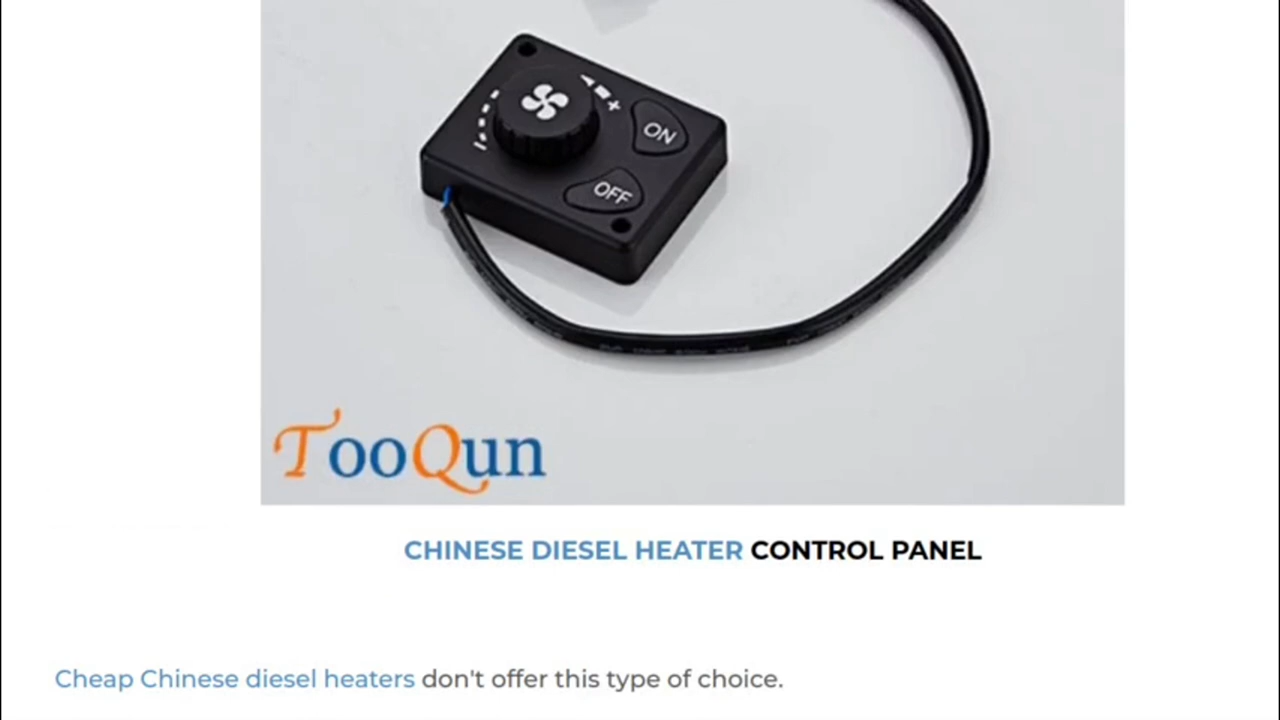 ON
OFF
TooQun
CHINESE DIESEL HEATER CONTROL PANEL
Cheap Chinese diesel heaters don't offer this type of choice.